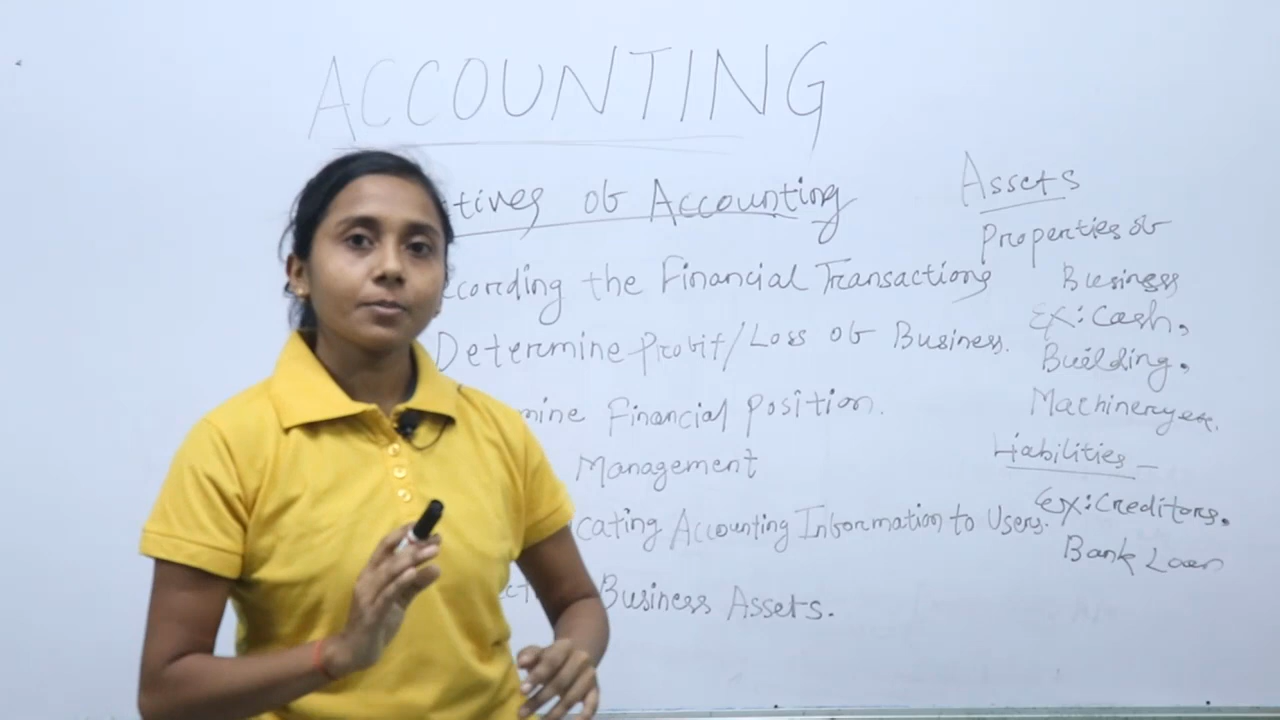 ACCOUNTING
tives of Accounting
cording the Financial Transactions
Determine Profit/Loss of Business.
mine Financial Position.
Management
cating Accounting Information to Users.
Business Assets.
Assets
Properties of
Business
Ex: Cash,
Building,
Machinery etc.
Liabilities
Ex: Creditors,
Bank Loan